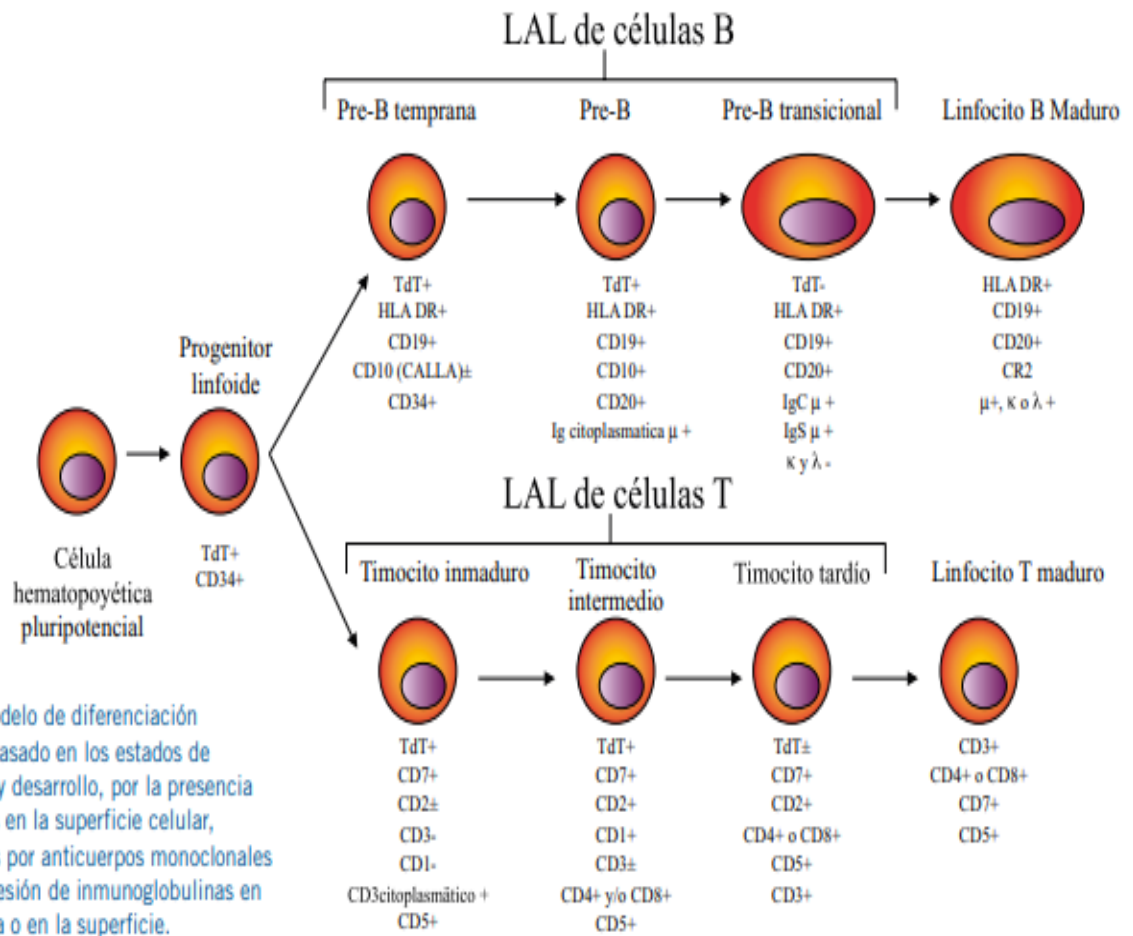 LAL de células B
Pre-B temprana
Pre-B
Pre-B transicional
Linfocito B Maduro
TdT+
HLA DR+
CD19+
CD10 (CALLA)±
CD34+
TdT+
HLA DR+
CD19+
CD10+
CD20+
Ig citoplasmatica μ +
TdT-
HLA DR+
CD19+
CD20+
IgC μ +
IgS μ +
κ y λ -
HLA DR+
CD19+
CD20+
CR2
μ+, κ o λ +
Progenitor
linfoide
TdT+
CD34+
Célula
hematopoyética
pluripotencial
LAL de células T
Timocito inmaduro
Timocito
intermedio
Timocito tardío
Linfocito T maduro
TdT+
CD7+
CD2±
CD3-
CD1-
CD3citoplasmático +
CD5+
TdT+
CD7+
CD2+
CD1+
CD3±
CD4+ y/o CD8+
CD5+
TdT±
CD7+
CD2+
CD4+ o CD8+
CD5+
CD3+
CD3+
CD4+ o CD8+
CD7+
CD5+
delo de diferenciación
asado en los estados de
y desarrollo, por la presencia
en la superficie celular,
por anticuerpos monoclonales
esión de inmunoglobulinas en
a o en la superficie.